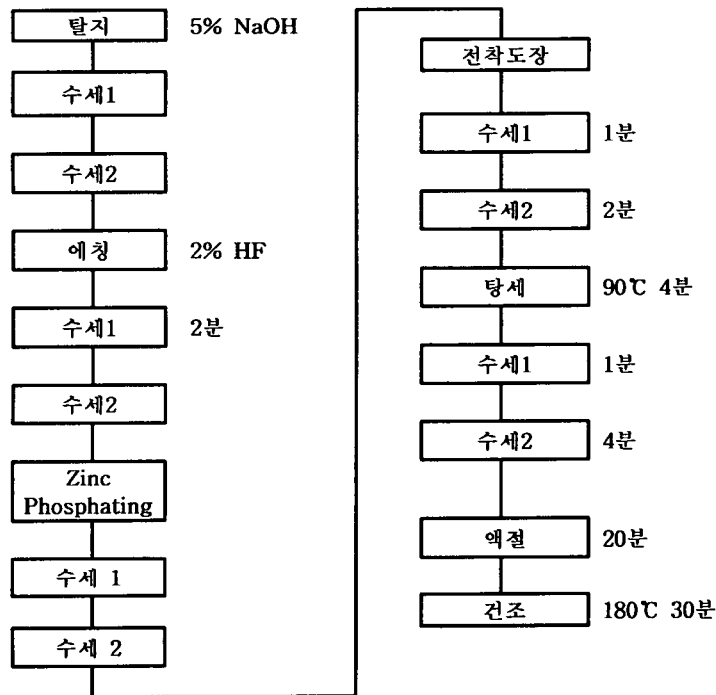 탈지 5% NaOH
수세1
수세2
에칭 2% HF
수세1 2분
수세2
Zinc
Phosphating
수세 1
수세 2
전착도장
수세1 1분
수세2 2분
탕세 90℃ 4분
수세1 1분
수세2 4분
액절 20분
건조 180℃ 30분